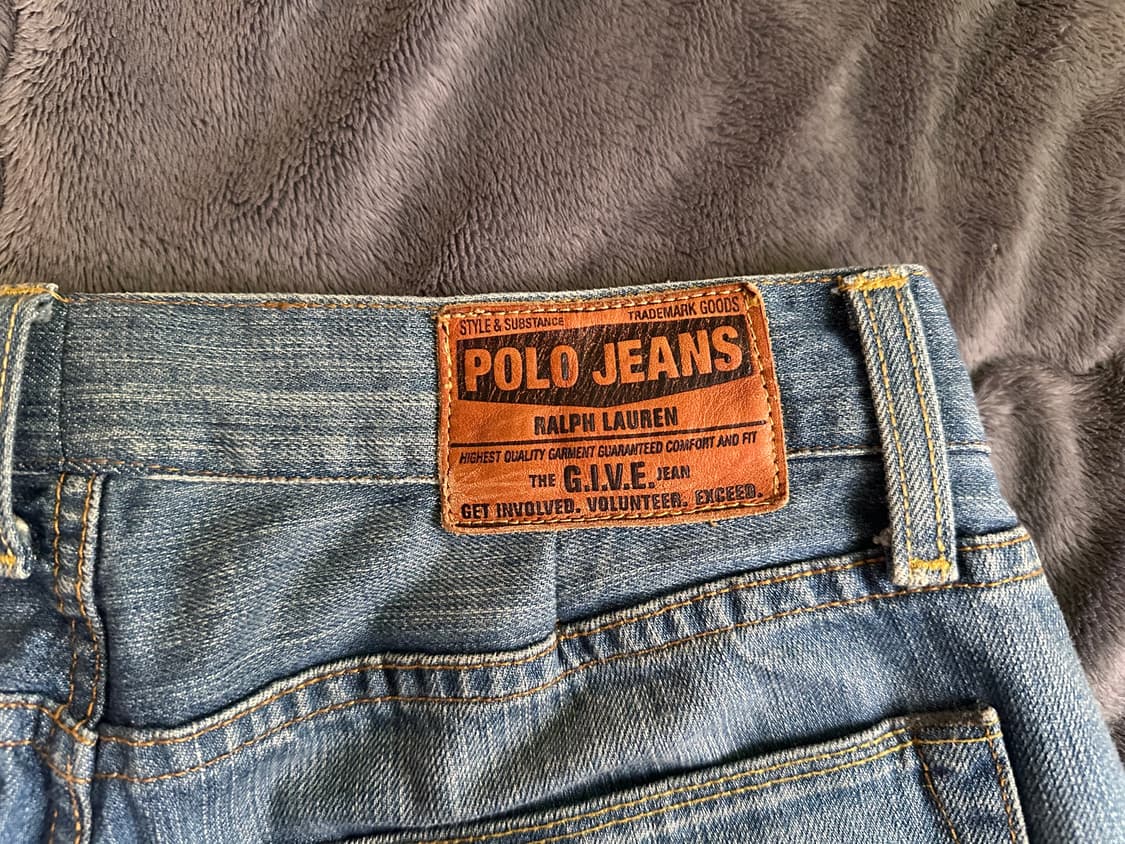 STYLE & SUBSTANCE TRADEMARK GOODS
POLO JEANS
RALPH LAUREN
HIGHEST QUALITY GARMENT GUARANTEED COMFORT AND FIT
THE G.I.V.E. JEAN
GET INVOLVED. VOLUNTEER. EXCEED.